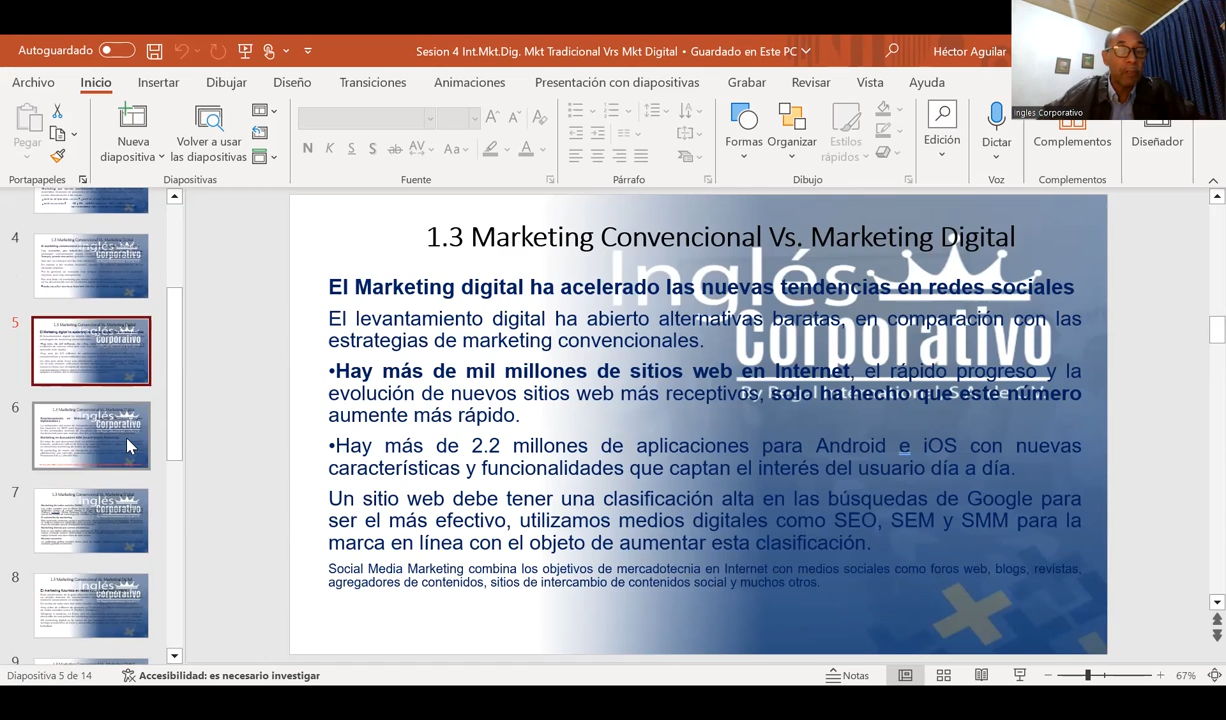 Autoguardado
Sesion 4 Int.Mkt.Dig. Mkt Tradicional Vrs Mkt Digital • Guardado en Este PC
Héctor Aguilar
Ingles Corporativo
Archivo Inicio Insertar Dibujar Diseño Transiciones Animaciones Presentación con diapositivas Grabar Revisar Vista Ayuda
Pegar
Nueva diapositiva
Volver a usar las diapositivas
N K S S ab AV Aa A
Formas
Organizar
Estilos rápidos
Edición
Dictar
Complementos
Diseñador
Portapapeles Diapositivas Fuente Párrafo Dibujo Voz Complementos
4
5
6
7
8
9
1.3 Marketing Convencional Vs. Marketing Digital
Inglés
Corporativo
El Marketing digital ha acelerado las nuevas tendencias en redes sociales
El levantamiento digital ha abierto alternativas baratas, en comparación con las
estrategias de marketing convencionales.
•Hay más de mil millones de sitios web en Internet, el rápido progreso y la
evolución de nuevos sitios web más receptivos, solo ha hecho que este número
aumente más rápido.
•Hay más de 2.2 millones de aplicaciones para Android e iOS con nuevas
características y funcionalidades que captan el interés del usuario día a día.
Un sitio web debe tener una clasificación alta en las búsquedas de Google para
ser el más efectivo, utilizamos medios digitales como SEO, SEM y SMM para la
marca en línea con el objeto de aumentar esta clasificación.
Social Media Marketing combina los objetivos de mercadotecnia en Internet con medios sociales como foros web, blogs, revistas,
agregadores de contenidos, sitios de intercambio de contenidos social y muchos otros.
Diapositiva 5 de 14
Accesibilidad: es necesario investigar
Notas
67%